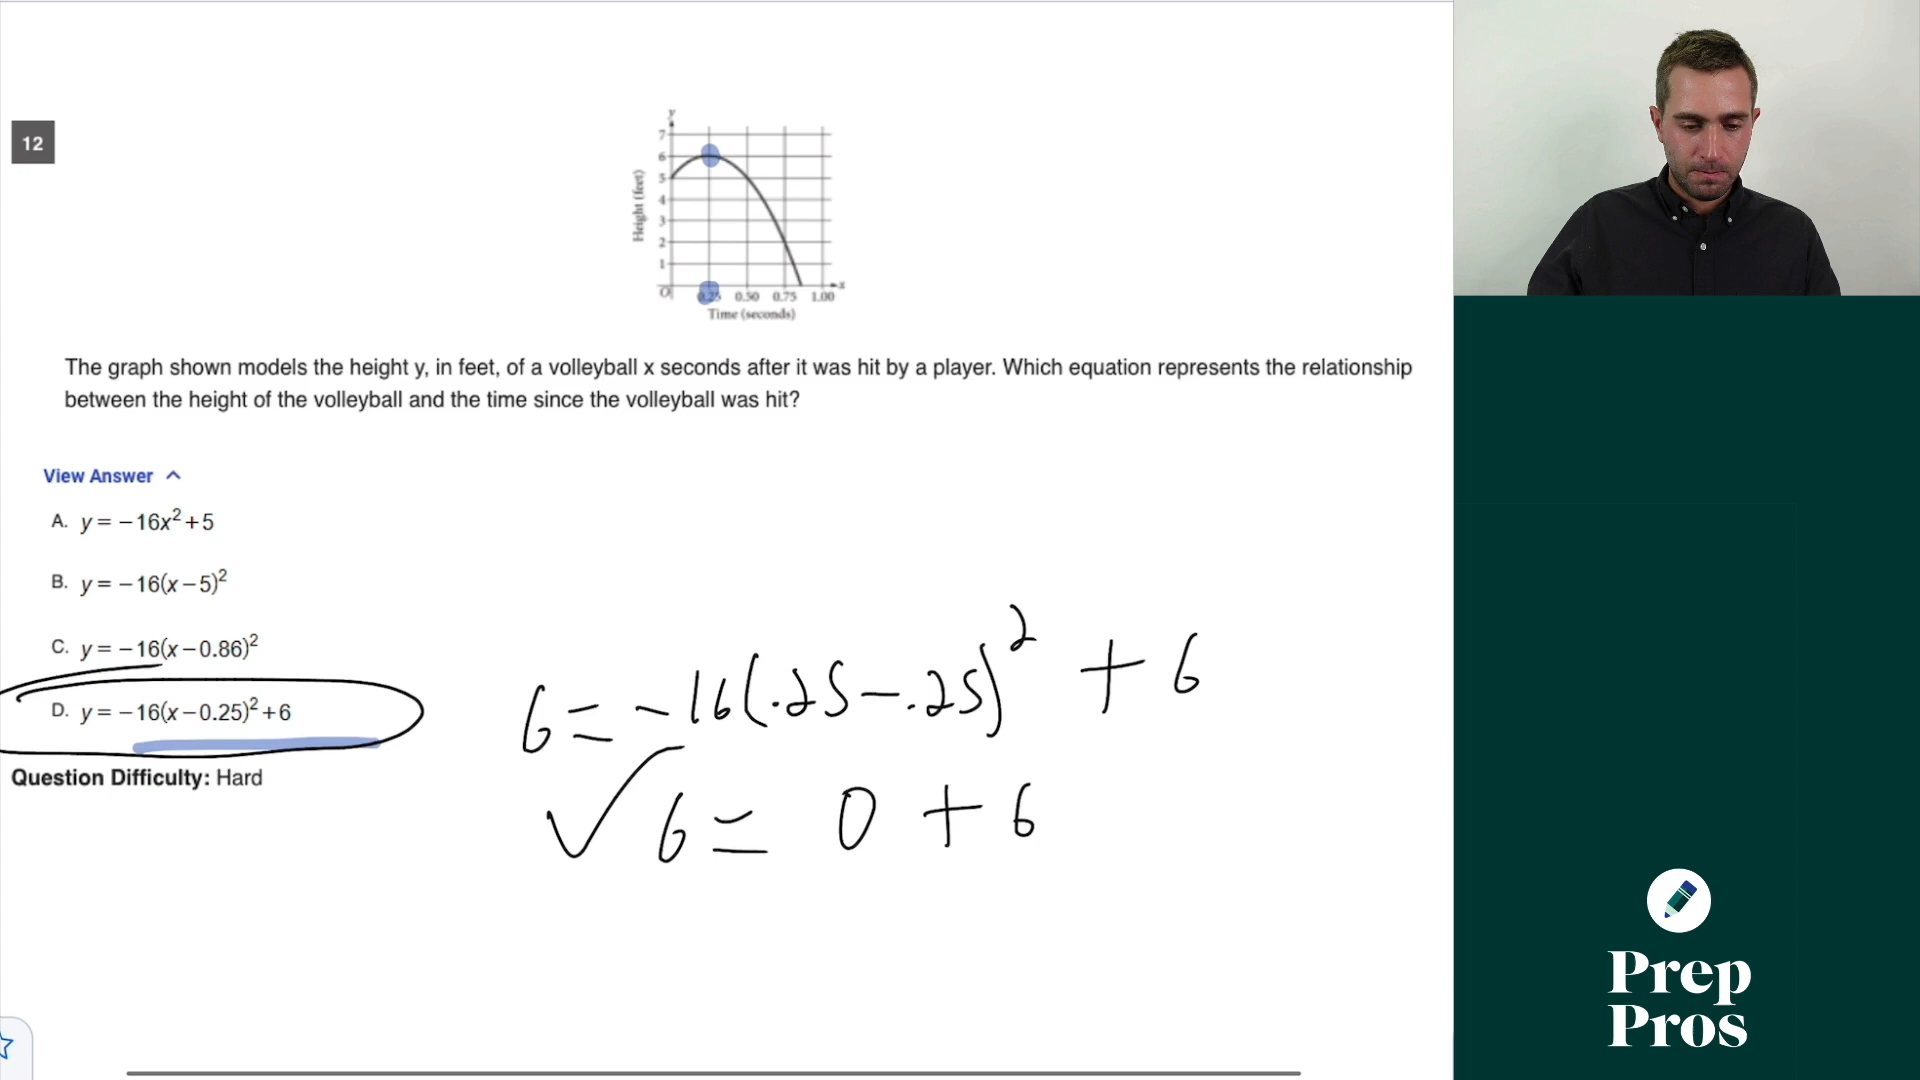 12
y
7
6
5
4
3
2
1
Height (feet)
O
0.25 0.50 0.75 1.00 x
Time (seconds)
The graph shown models the height y, in feet, of a volleyball x seconds after it was hit by a player. Which equation represents the relationship
between the height of the volleyball and the time since the volleyball was hit?
View Answer
A. y = −16x²+5
B. y = −16(x−5)²
C. y = −16(x−0.86)²
D. y = −16(x−0.25)²+6
6 = −16(.25−.25)² + 6
6 = 0 + 6
Question Difficulty: Hard
Prep
Pros